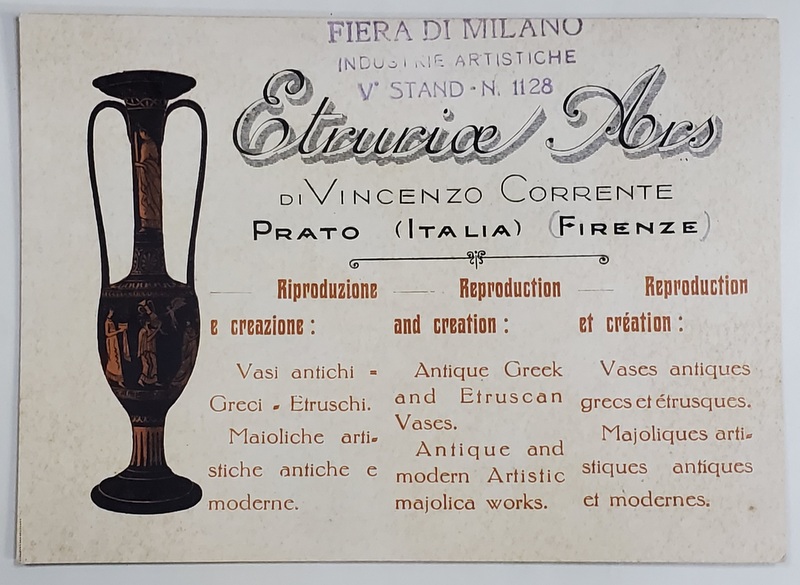 FIERA DI MILANO
INDUSTRIE ARTISTICHE
V° STAND - N. 1128
Etruriæ Ars
DI VINCENZO CORRENTE
PRATO (ITALIA) (FIRENZE)
Riproduzione
e creazione :
Vasi antichi =
Greci = Etruschi.
Maioliche arti=
stiche antiche e
moderne.
Reproduction
and creation :
Antique Greek
and Etruscan
Vases.
Antique and
modern Artistic
majolica works.
Reproduction
et création :
Vases antiques
grecs et étrusques.
Majoliques arti=
stiques antiques
et modernes.